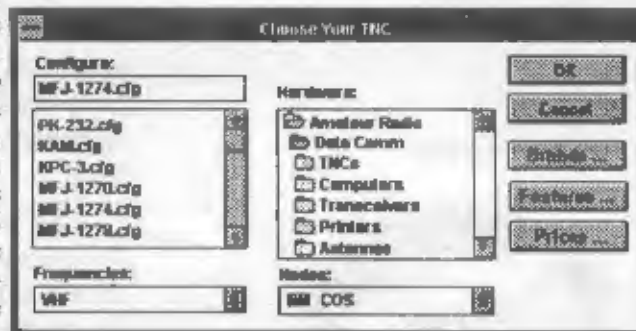 Choose Your TNC
Configure:
MFJ-1274.cfg
PK-232.cfg
KAM.cfg
KPC-3.cfg
MFJ-1270.cfg
MFJ-1274.cfg
MFJ-1278.cfg
Frequencies:
VHF
Hardware:
Amateur Radio
Data Comm
TNCs
Computers
Transceivers
Printers
Antennas
Nodes:
COS
OK
Cancel
Features ...
Prices ...